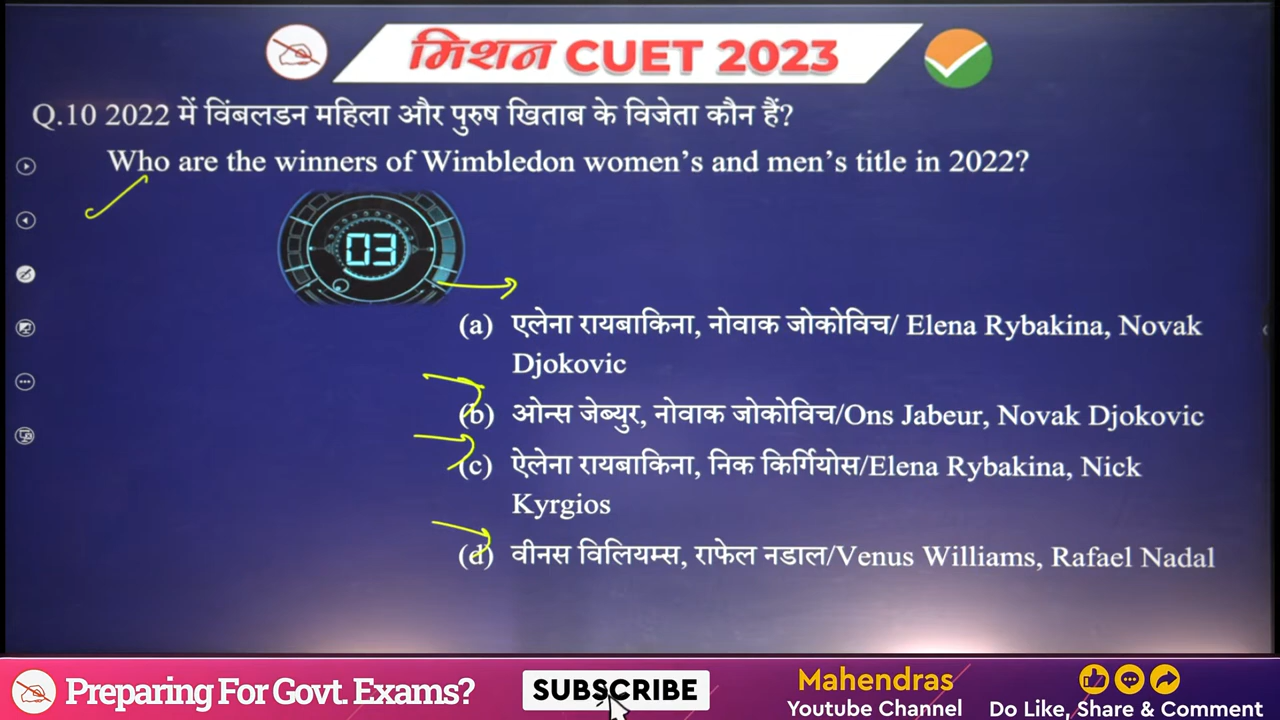 मिशन CUET 2023
Q.10 2022 में विंबलडन महिला और पुरुष खिताब के विजेता कौन हैं?
Who are the winners of Wimbledon women's and men's title in 2022?
03
(a) एलेना रायबाकिना, नोवाक जोकोविच/ Elena Rybakina, Novak
Djokovic
(b) ओन्स जेब्युर, नोवाक जोकोविच/Ons Jabeur, Novak Djokovic
(c) ऐलेना रायबाकिना, निक किर्गियोस/Elena Rybakina, Nick
Kyrgios
(d) वीनस विलियम्स, राफेल नडाल/Venus Williams, Rafael Nadal
Preparing For Govt. Exams?
SUBSCRIBE
Mahendras
Youtube Channel
Do Like, Share & Comment